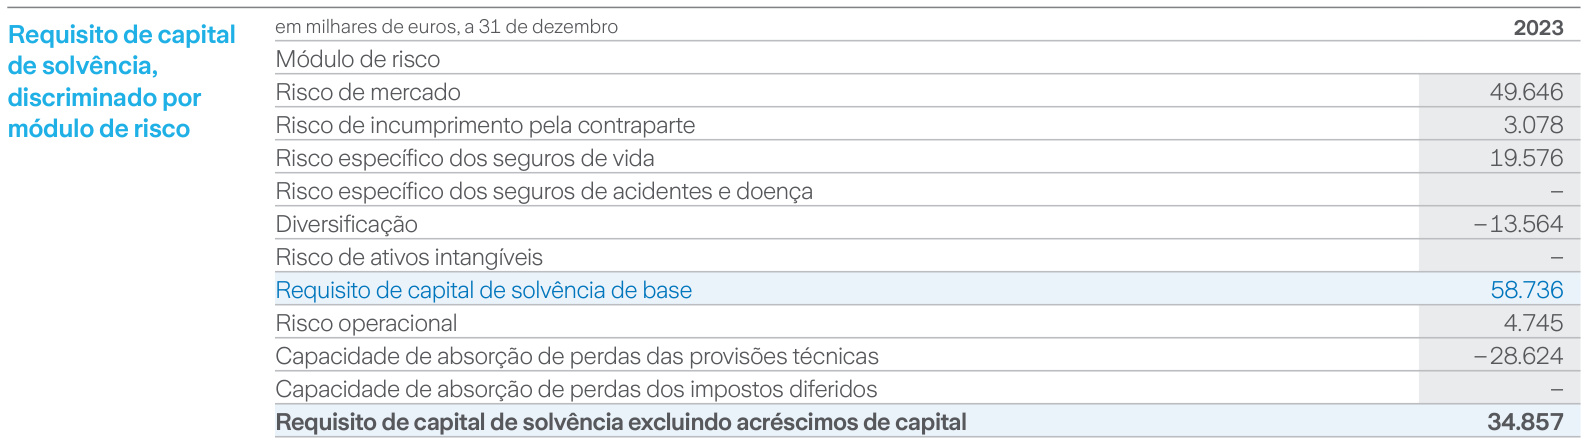 Requisito de capital
de solvência,
discriminado por
módulo de risco
em milhares de euros, a 31 de dezembro 2023
Módulo de risco
Risco de mercado 49.646
Risco de incumprimento pela contraparte 3.078
Risco específico dos seguros de vida 19.576
Risco específico dos seguros de acidentes e doença –
Diversificação –13.564
Risco de ativos intangíveis –
Requisito de capital de solvência de base 58.736
Risco operacional 4.745
Capacidade de absorção de perdas das provisões técnicas –28.624
Capacidade de absorção de perdas dos impostos diferidos –
Requisito de capital de solvência excluindo acréscimos de capital 34.857